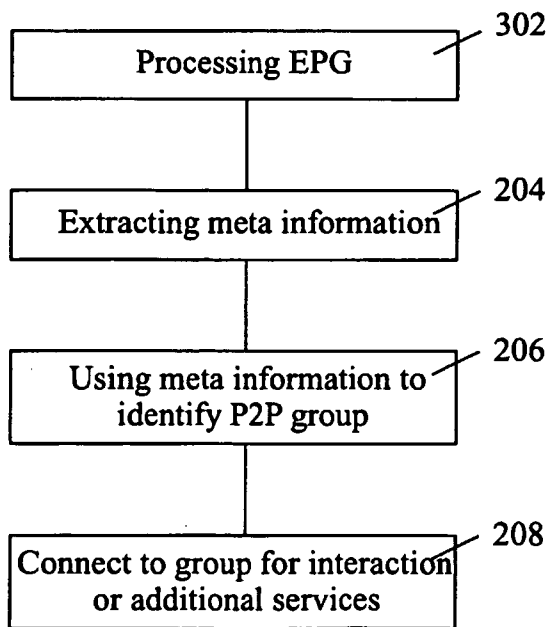 302
Processing EPG
204
Extracting meta information
206
Using meta information to
identify P2P group
208
Connect to group for interaction
or additional services